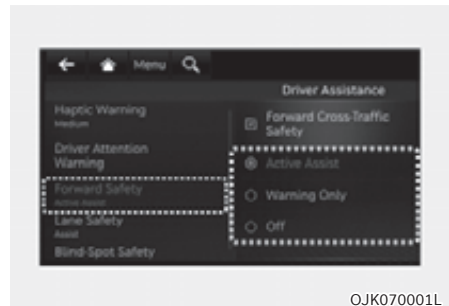 Menu
Driver Assistance
Haptic Warning
Medium
Driver Attention
Warning
Forward Safety
Active Assist
Lane Safety
Assist
Blind-Spot Safety
Forward Cross-Traffic
Safety
Active Assist
Warning Only
Off
OJK070001L